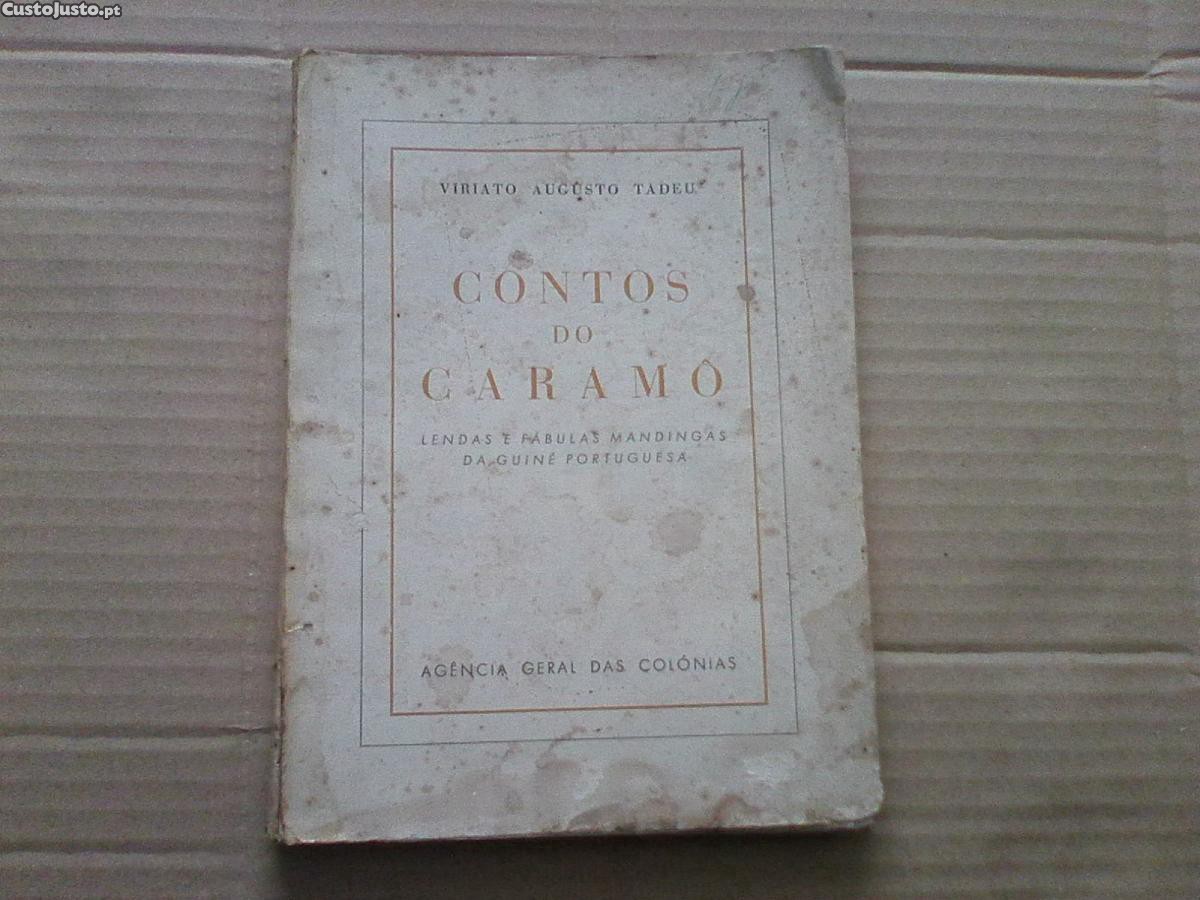 CustoJusto.pt
VIRIATO AUGUSTO TADEU
CONTOS
DO
CARAMÔ
LENDAS E FÁBULAS MANDINGAS
DA GUINÉ PORTUGUESA
AGÊNCIA GERAL DAS COLÓNIAS